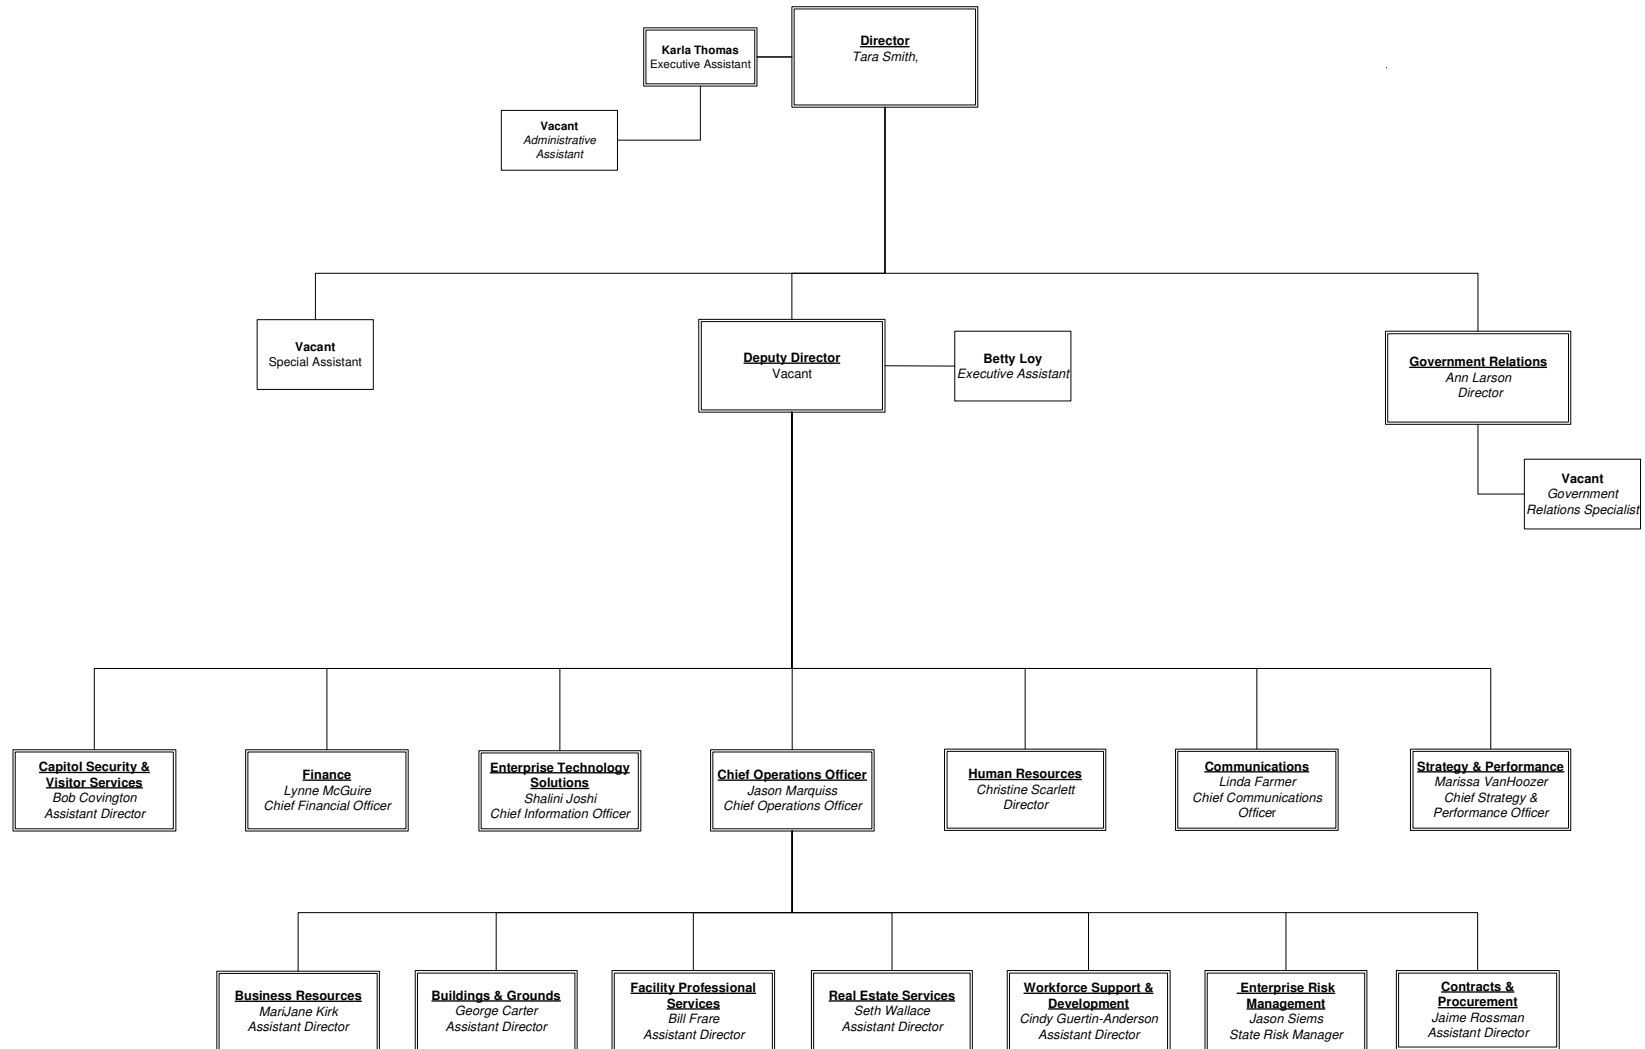 Director
Tara Smith,
Karla Thomas
Executive Assistant
Vacant
Administrative
Assistant
Vacant
Special Assistant
Deputy Director
Vacant
Betty Loy
Executive Assistant
Government Relations
Ann Larson
Director
Vacant
Government
Relations Specialist
Capitol Security &
Visitor Services
Bob Covington
Assistant Director
Finance
Lynne McGuire
Chief Financial Officer
Enterprise Technology
Solutions
Shalini Joshi
Chief Information Officer
Chief Operations Officer
Jason Marquiss
Chief Operations Officer
Human Resources
Christine Scarlett
Director
Communications
Linda Farmer
Chief Communications
Officer
Strategy & Performance
Marissa VanHoozer
Chief Strategy &
Performance Officer
Business Resources
MariJane Kirk
Assistant Director
Buildings & Grounds
George Carter
Assistant Director
Facility Professional
Services
Bill Frare
Assistant Director
Real Estate Services
Seth Wallace
Assistant Director
Workforce Support &
Development
Cindy Guertin-Anderson
Assistant Director
Enterprise Risk
Management
Jason Siems
State Risk Manager
Contracts &
Procurement
Jaime Rossman
Assistant Director